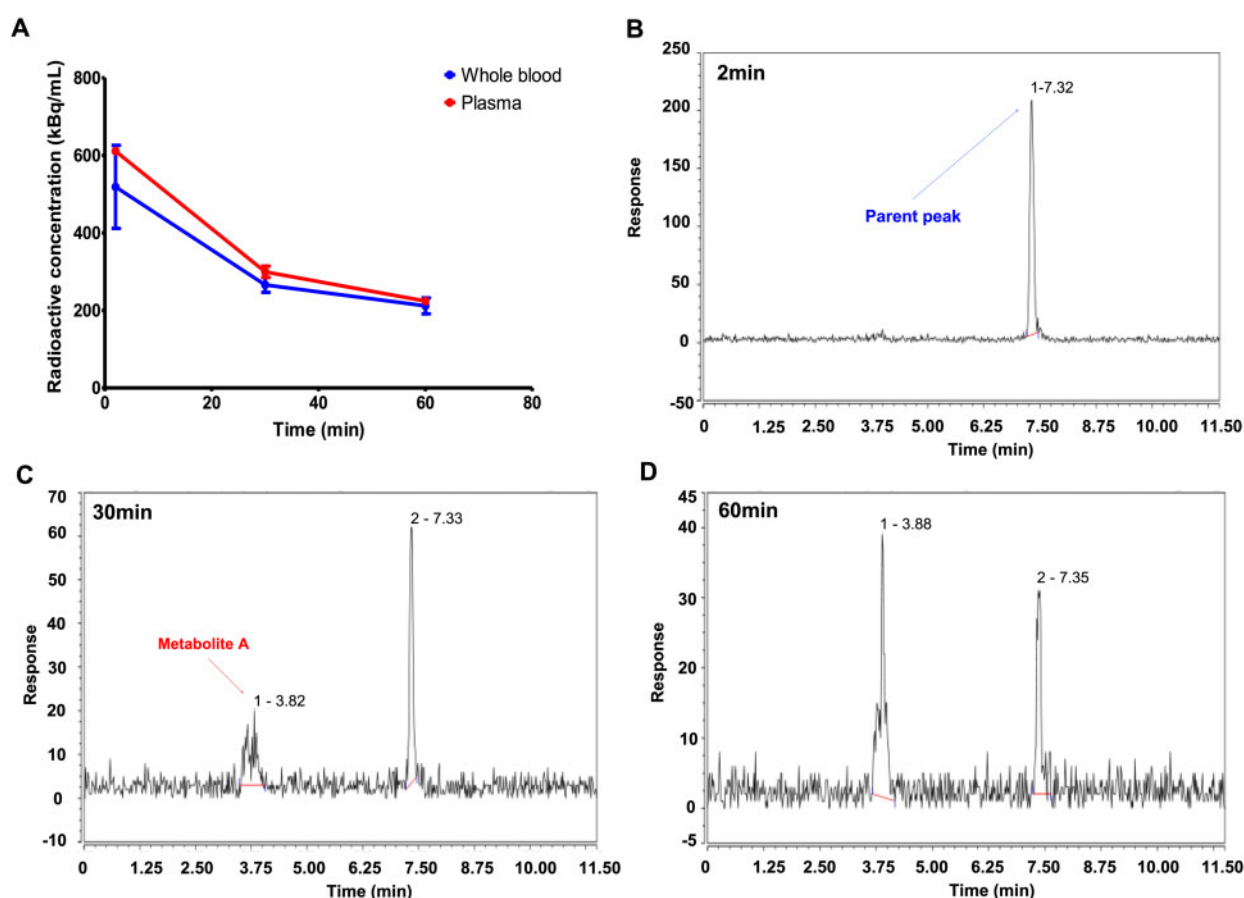 A
Radioactive concentration (kBq/mL)
800
600
400
200
0
0 20 40 60 80
Time (min)
Whole blood
Plasma
B
2min
Response
250
200
150
100
50
0
-50
1-7.32
Parent peak
0 1.25 2.50 3.75 5.00 6.25 7.50 8.75 10.00 11.50
Time (min)
C
30min
Response
70
60
50
40
30
20
10
0
-10
2 - 7.33
Metabolite A
1 - 3.82
0 1.25 2.50 3.75 5.00 6.25 7.50 8.75 10.00 11.50
Time (min)
D
60min
Response
45
40
30
20
10
0
-5
1 - 3.88
2 - 7.35
0 1.25 2.50 3.75 5.00 6.25 7.50 8.75 10.00 11.50
Time (min)